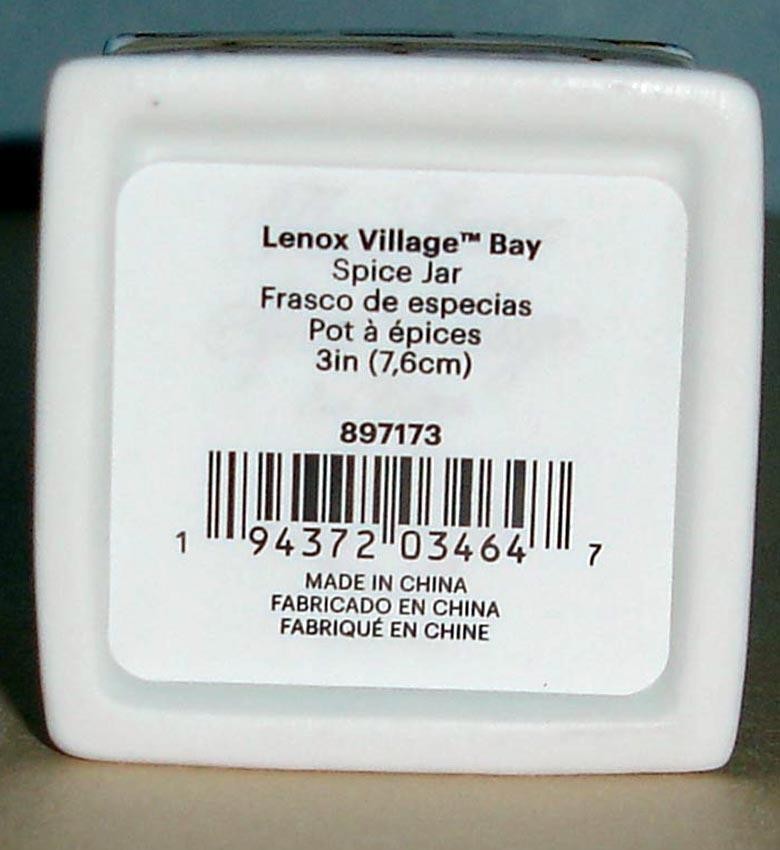 Lenox Village™ Bay
Spice Jar
Frasco de especias
Pot à épices
3in (7,6cm)
897173
1 94372 03464 7
MADE IN CHINA
FABRICADO EN CHINA
FABRIQUÉ EN CHINE